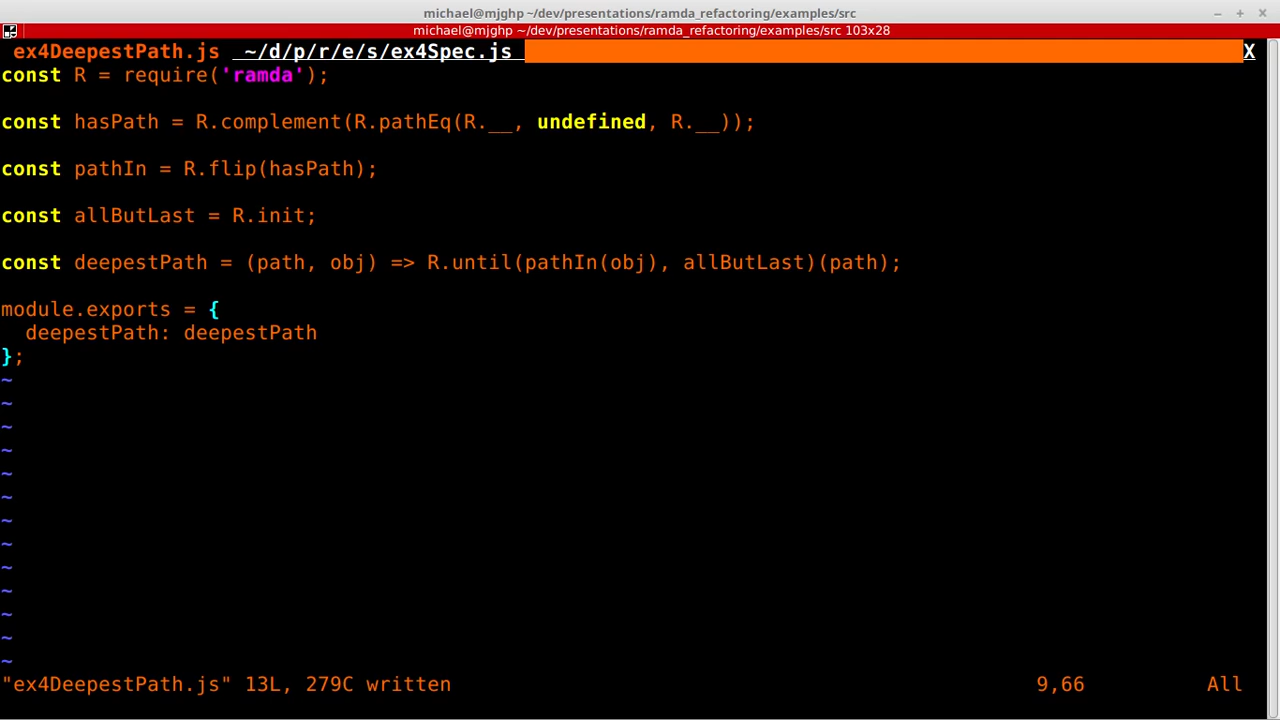 michael@mjghp ~/dev/presentations/ramda_refactoring/examples/src
michael@mjghp ~/dev/presentations/ramda_refactoring/examples/src 103x28
ex4DeepestPath.js  ~/d/p/r/e/s/ex4Spec.js X
const R = require('ramda');
const hasPath = R.complement(R.pathEq(R.__, undefined, R.__));
const pathIn = R.flip(hasPath);
const allButLast = R.init;
const deepestPath = (path, obj) => R.until(pathIn(obj), allButLast)(path);
module.exports = {
  deepestPath: deepestPath
};
~
~
~
~
~
~
~
~
~
~
~
~
~
"ex4DeepestPath.js" 13L, 279C written 9,66 All